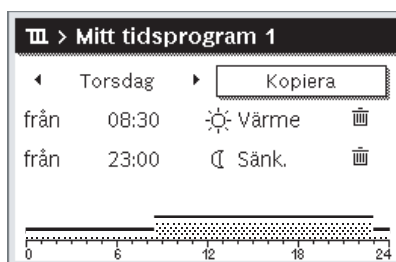 > Mitt tidsprogram 1
Torsdag Kopiera
från 08:30 Värme
från 23:00 Sänk.
0 6 12 18 24